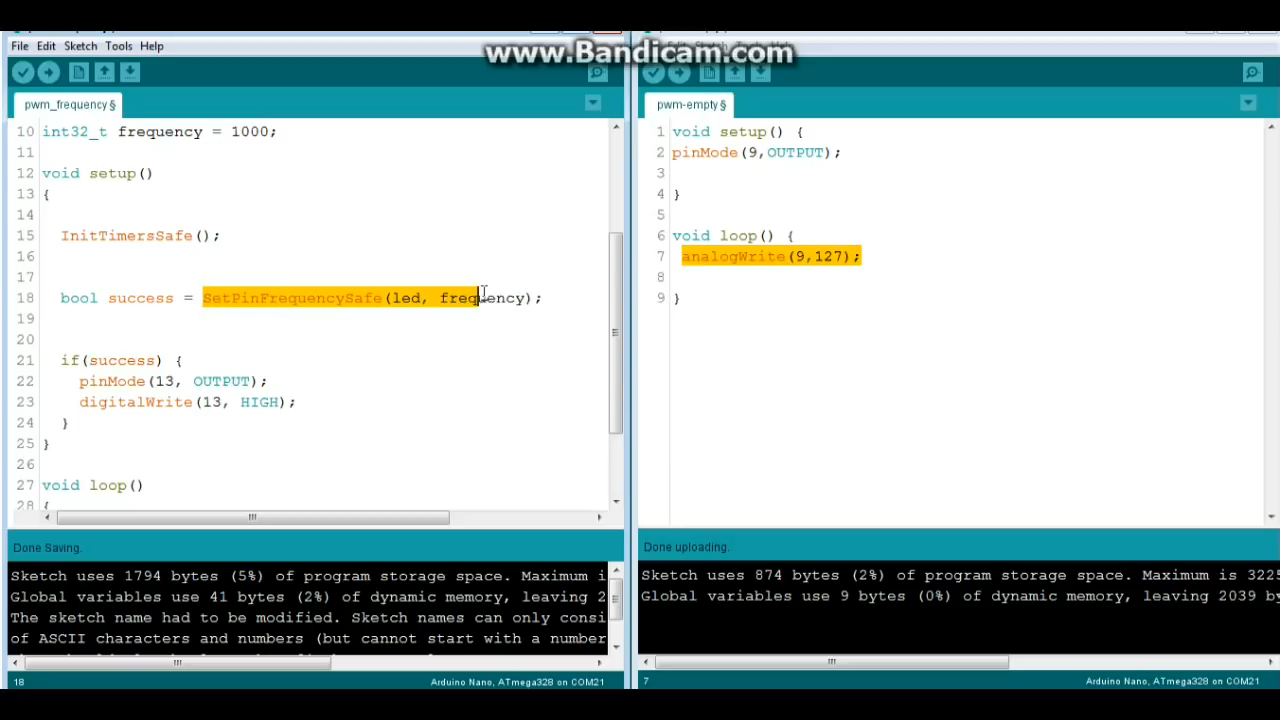 www.Bandicam.com
File Edit Sketch Tools Help
pwm_frequency §
10 int32_t frequency = 1000;
11
12 void setup()
13 {
14
15 InitTimersSafe();
16
17
18 bool success = SetPinFrequencySafe(led, frequency);
19
20
21 if(success) {
22 pinMode(13, OUTPUT);
23 digitalWrite(13, HIGH);
24 }
25 }
26
27 void loop()
28 {
Done Saving.
Sketch uses 1794 bytes (5%) of program storage space. Maximum i
Global variables use 41 bytes (2%) of dynamic memory, leaving 2
The sketch name had to be modified. Sketch names can only consi
of ASCII characters and numbers (but cannot start with a number
18
Arduino Nano, ATmega328 on COM21
pwm-empty §
1 void setup() {
2 pinMode(9,OUTPUT);
3
4 }
5
6 void loop() {
7 analogWrite(9,127);
8
9 }
Done uploading.
Sketch uses 874 bytes (2%) of program storage space. Maximum is 3225
Global variables use 9 bytes (0%) of dynamic memory, leaving 2039 by
7
Arduino Nano, ATmega328 on COM21